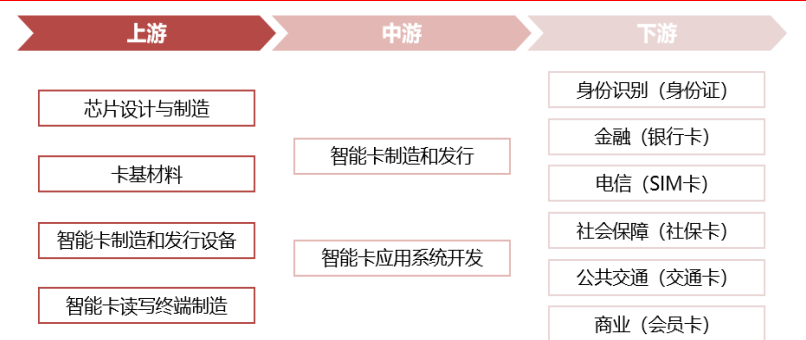 上游
中游
下游
芯片设计与制造
卡基材料
智能卡制造和发行设备
智能卡读写终端制造
智能卡制造和发行
智能卡应用系统开发
身份识别（身份证）
金融（银行卡）
电信（SIM卡）
社会保障（社保卡）
公共交通（交通卡）
商业（会员卡）